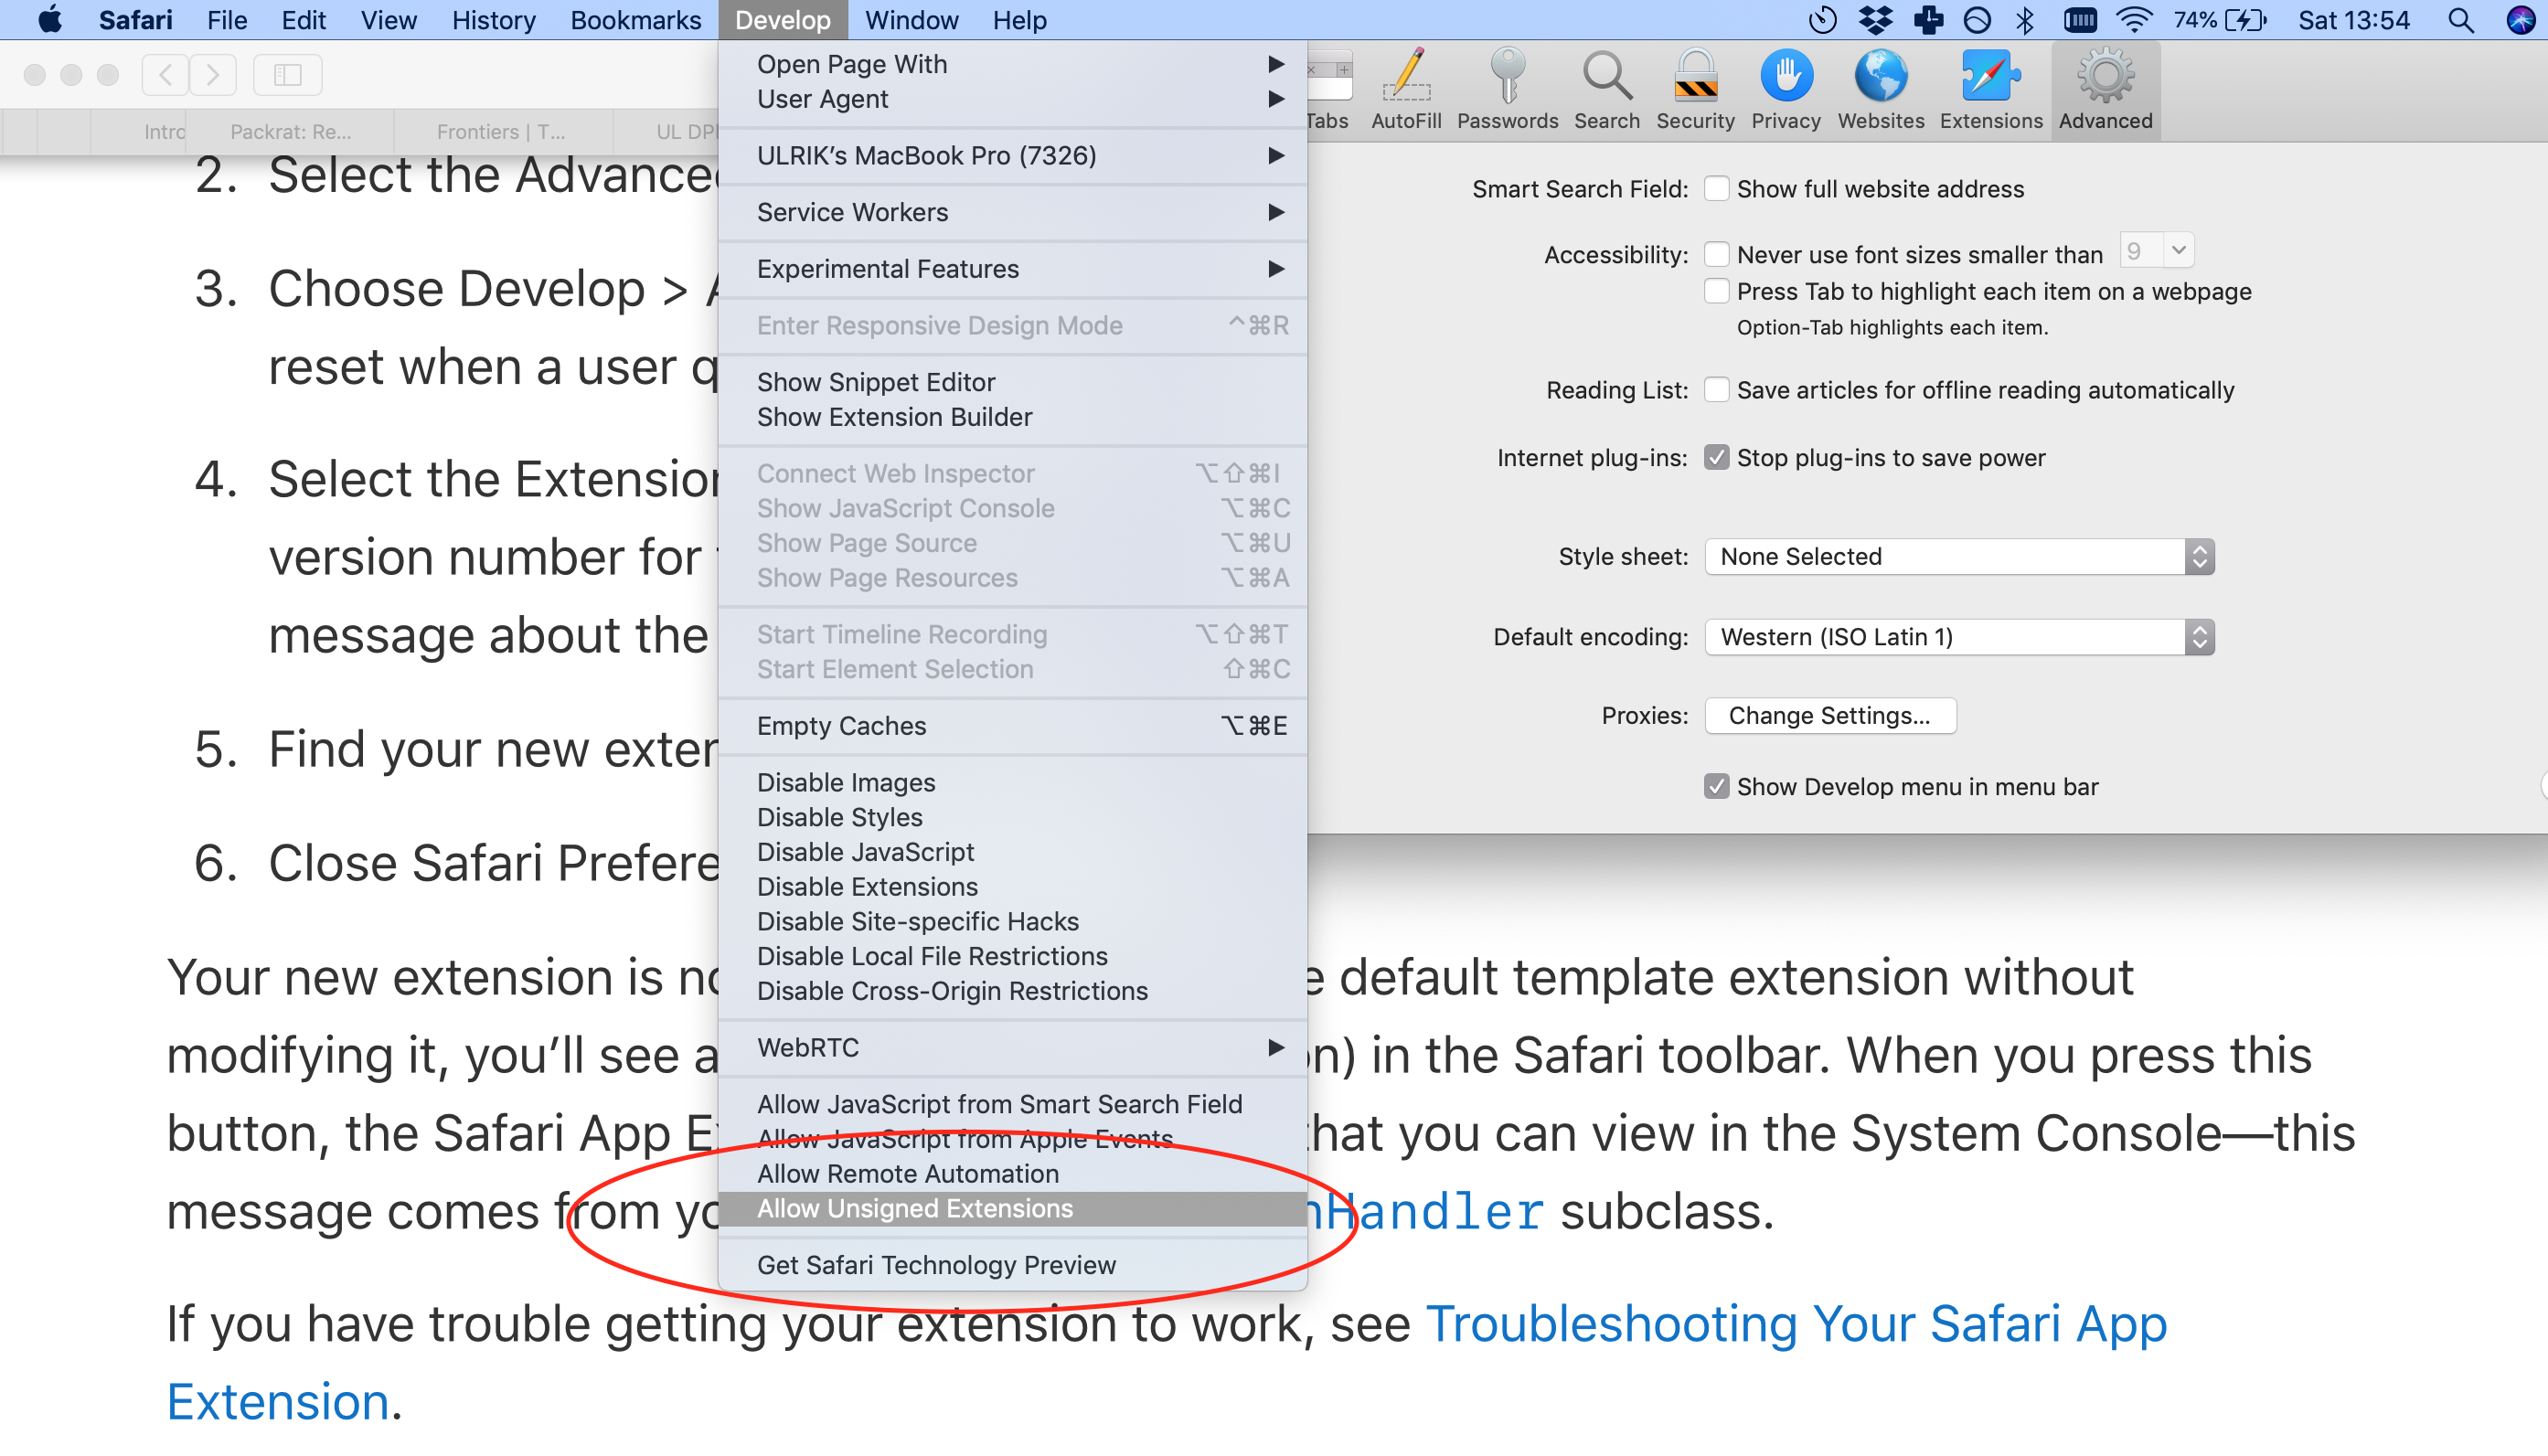 Safari File Edit View History Bookmarks Develop Window Help 74% Sat 13:54
Intro Packrat: Re... Frontiers | T... UL DPI
Open Page With
User Agent
ULRIK’s MacBook Pro (7326)
Service Workers
Experimental Features
Enter Responsive Design Mode ^⌘R
Show Snippet Editor
Show Extension Builder
Connect Web Inspector ⌥⇧⌘I
Show JavaScript Console ⌥⌘C
Show Page Source ⌥⌘U
Show Page Resources ⌥⌘A
Start Timeline Recording ⌥⇧⌘T
Start Element Selection ⇧⌘C
Empty Caches ⌥⌘E
Disable Images
Disable Styles
Disable JavaScript
Disable Extensions
Disable Site-specific Hacks
Disable Local File Restrictions
Disable Cross-Origin Restrictions
WebRTC
Allow JavaScript from Smart Search Field
Allow JavaScript from Apple Events
Allow Remote Automation
Allow Unsigned Extensions
Get Safari Technology Preview
Tabs AutoFill Passwords Search Security Privacy Websites Extensions Advanced
Smart Search Field: Show full website address
Accessibility: Never use font sizes smaller than 9
Press Tab to highlight each item on a webpage
Option-Tab highlights each item.
Reading List: Save articles for offline reading automatically
Internet plug-ins: Stop plug-ins to save power
Style sheet: None Selected
Default encoding: Western (ISO Latin 1)
Proxies: Change Settings...
Show Develop menu in menu bar
2. Select the Advanced
3. Choose Develop >
reset when a user q
4. Select the Extension
version number for
message about the
5. Find your new exter
6. Close Safari Prefere
Your new extension is no e default template extension without
modifying it, you’ll see a on) in the Safari toolbar. When you press this
button, the Safari App Ex that you can view in the System Console—this
message comes from yo nHandler subclass.
If you have trouble getting your extension to work, see Troubleshooting Your Safari App
Extension.